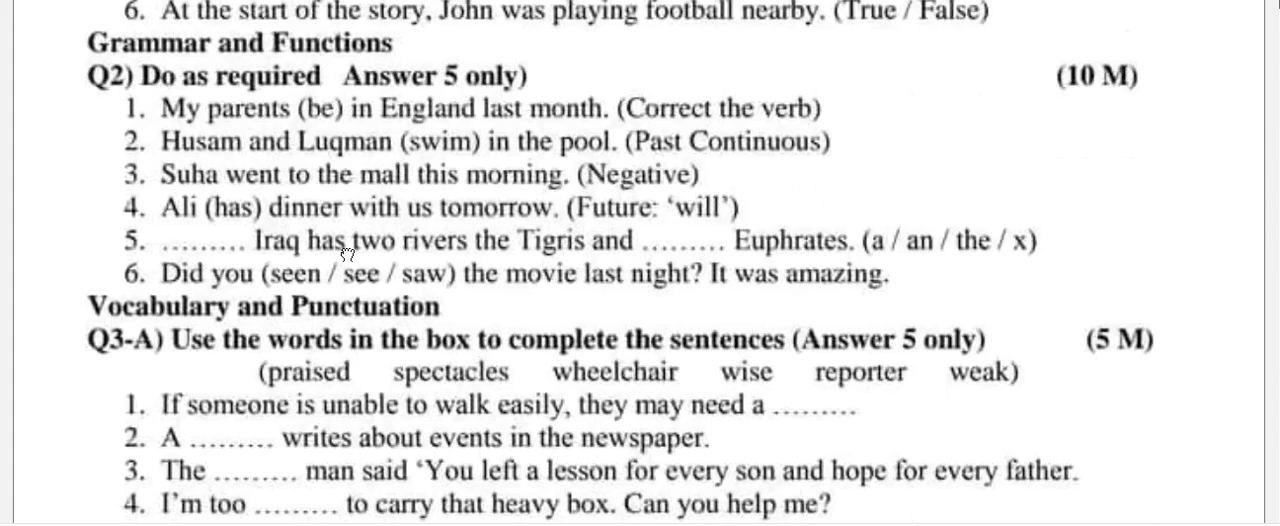 6. At the start of the story, John was playing football nearby. (True / False)
Grammar and Functions
Q2) Do as required Answer 5 only) (10 M)
1. My parents (be) in England last month. (Correct the verb)
2. Husam and Luqman (swim) in the pool. (Past Continuous)
3. Suha went to the mall this morning. (Negative)
4. Ali (has) dinner with us tomorrow. (Future: ‘will’)
5. ......... Iraq has two rivers the Tigris and ......... Euphrates. (a / an / the / x)
6. Did you (seen / see / saw) the movie last night? It was amazing.
Vocabulary and Punctuation
Q3-A) Use the words in the box to complete the sentences (Answer 5 only) (5 M)
(praised spectacles wheelchair wise reporter weak)
1. If someone is unable to walk easily, they may need a .........
2. A ......... writes about events in the newspaper.
3. The ......... man said ‘You left a lesson for every son and hope for every father.
4. I’m too ......... to carry that heavy box. Can you help me?